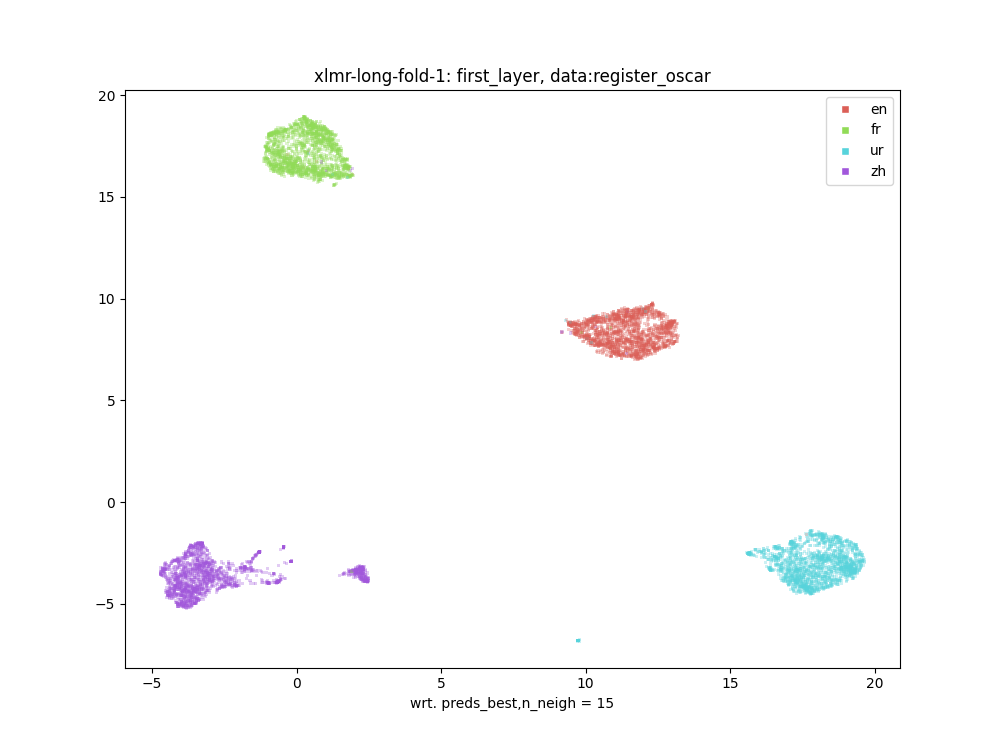 xlmr-long-fold-1: first_layer, data:register_oscar
en
fr
ur
zh
20
15
10
5
0
−5
−5
0
5
10
15
20
wrt. preds_best,n_neigh = 15